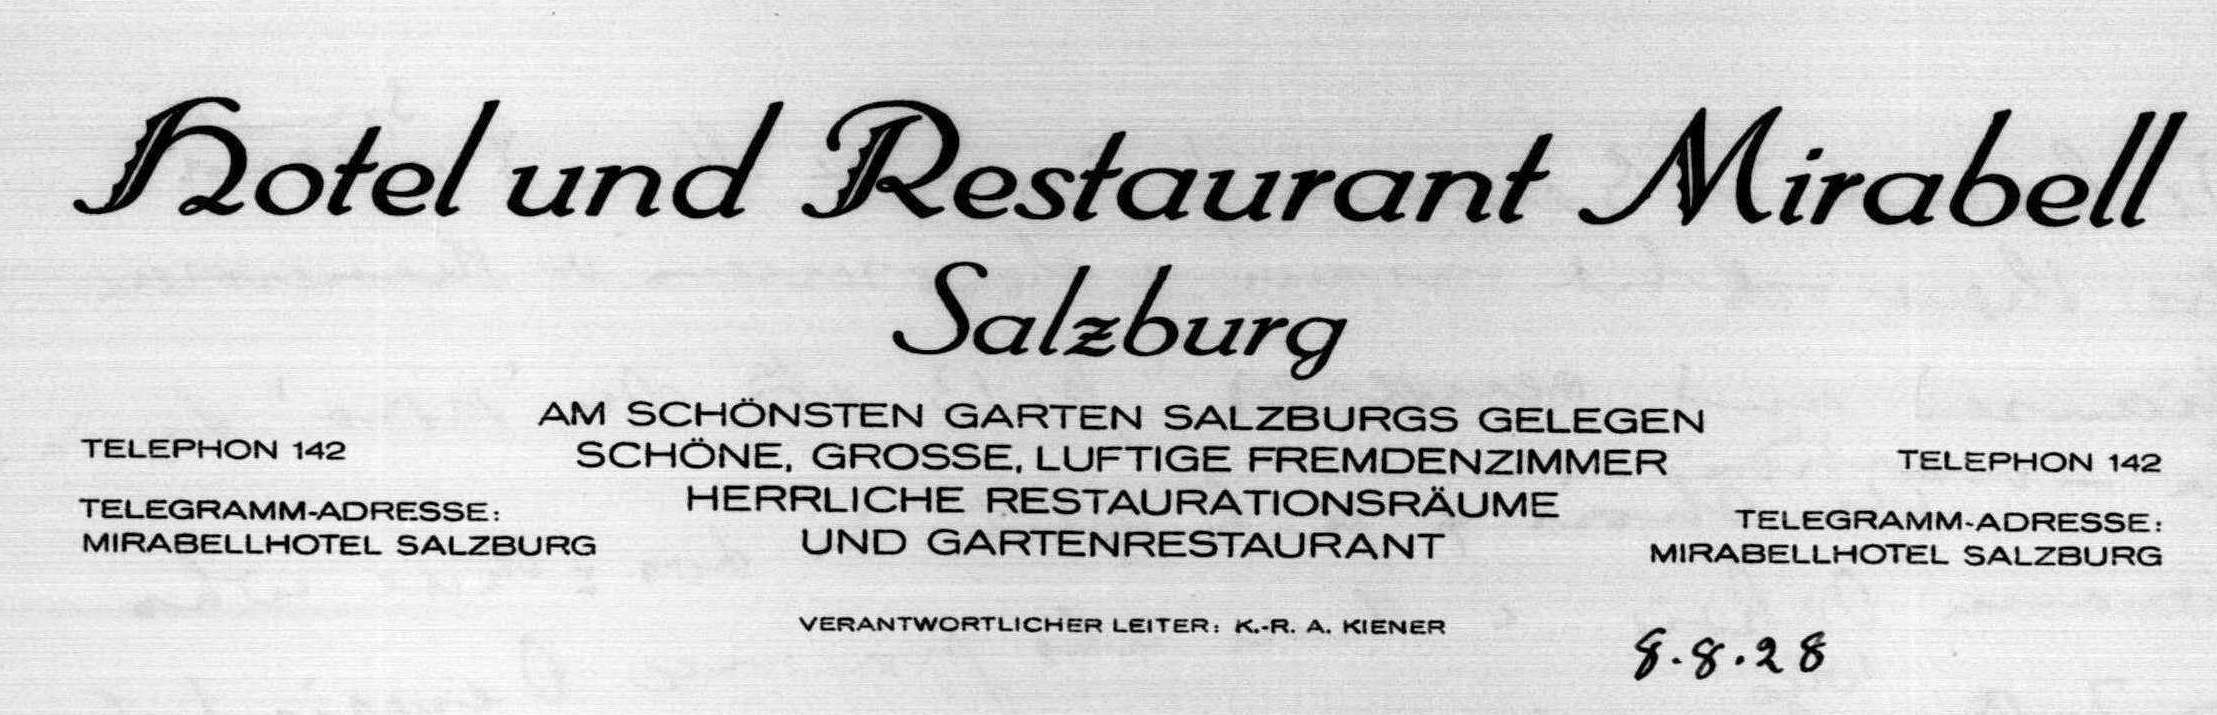 Hotel und Restaurant Mirabell
Salzburg
AM SCHÖNSTEN GARTEN SALZBURGS GELEGEN
SCHÖNE, GROSSE, LUFTIGE FREMDENZIMMER
HERRLICHE RESTAURATIONSRÄUME
UND GARTENRESTAURANT
TELEPHON 142
TELEGRAMM-ADRESSE:
MIRABELLHOTEL SALZBURG
TELEPHON 142
TELEGRAMM-ADRESSE:
MIRABELLHOTEL SALZBURG
VERANTWORTLICHER LEITER: K.-R. A. KIENER
8.8.28